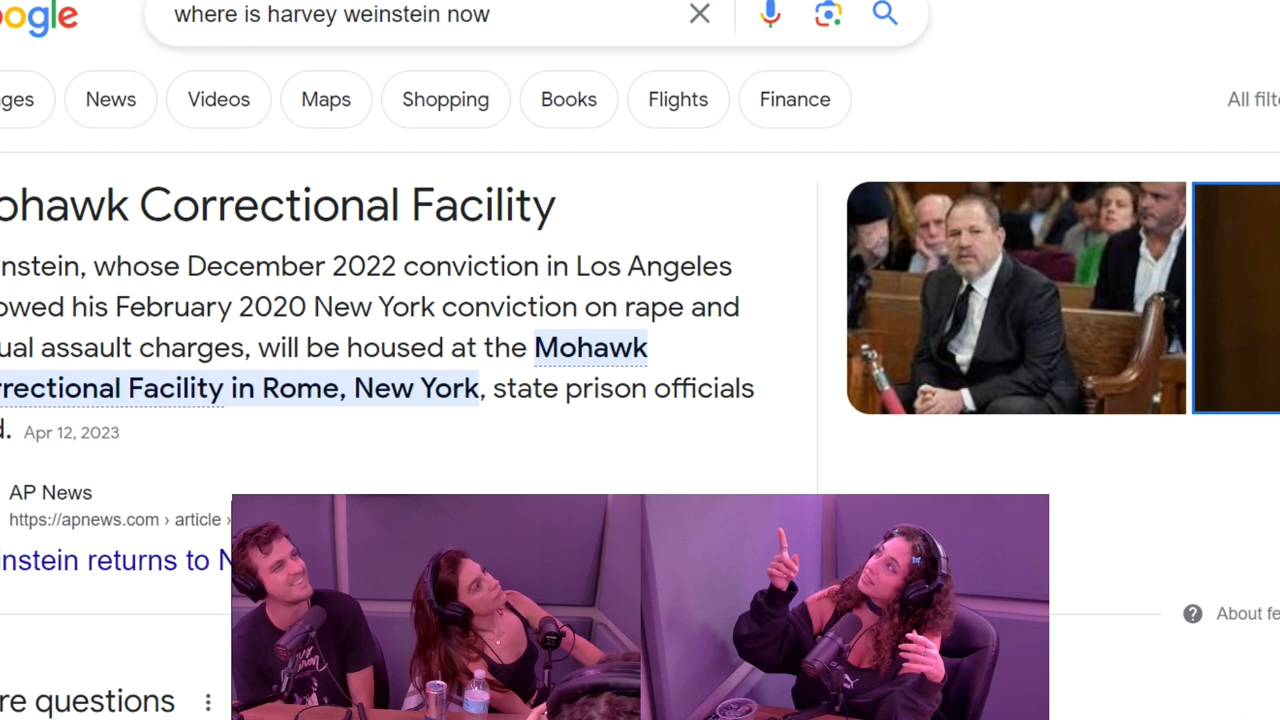 oogle
where is harvey weinstein now
ges
News
Videos
Maps
Shopping
Books
Flights
Finance
All filte
ohawk Correctional Facility
nstein, whose December 2022 conviction in Los Angeles
owed his February 2020 New York conviction on rape and
ual assault charges, will be housed at the Mohawk
rrectional Facility in Rome, New York, state prison officials
d. Apr 12, 2023
AP News
https://apnews.com › article ›
instein returns to N
About fe
re questions